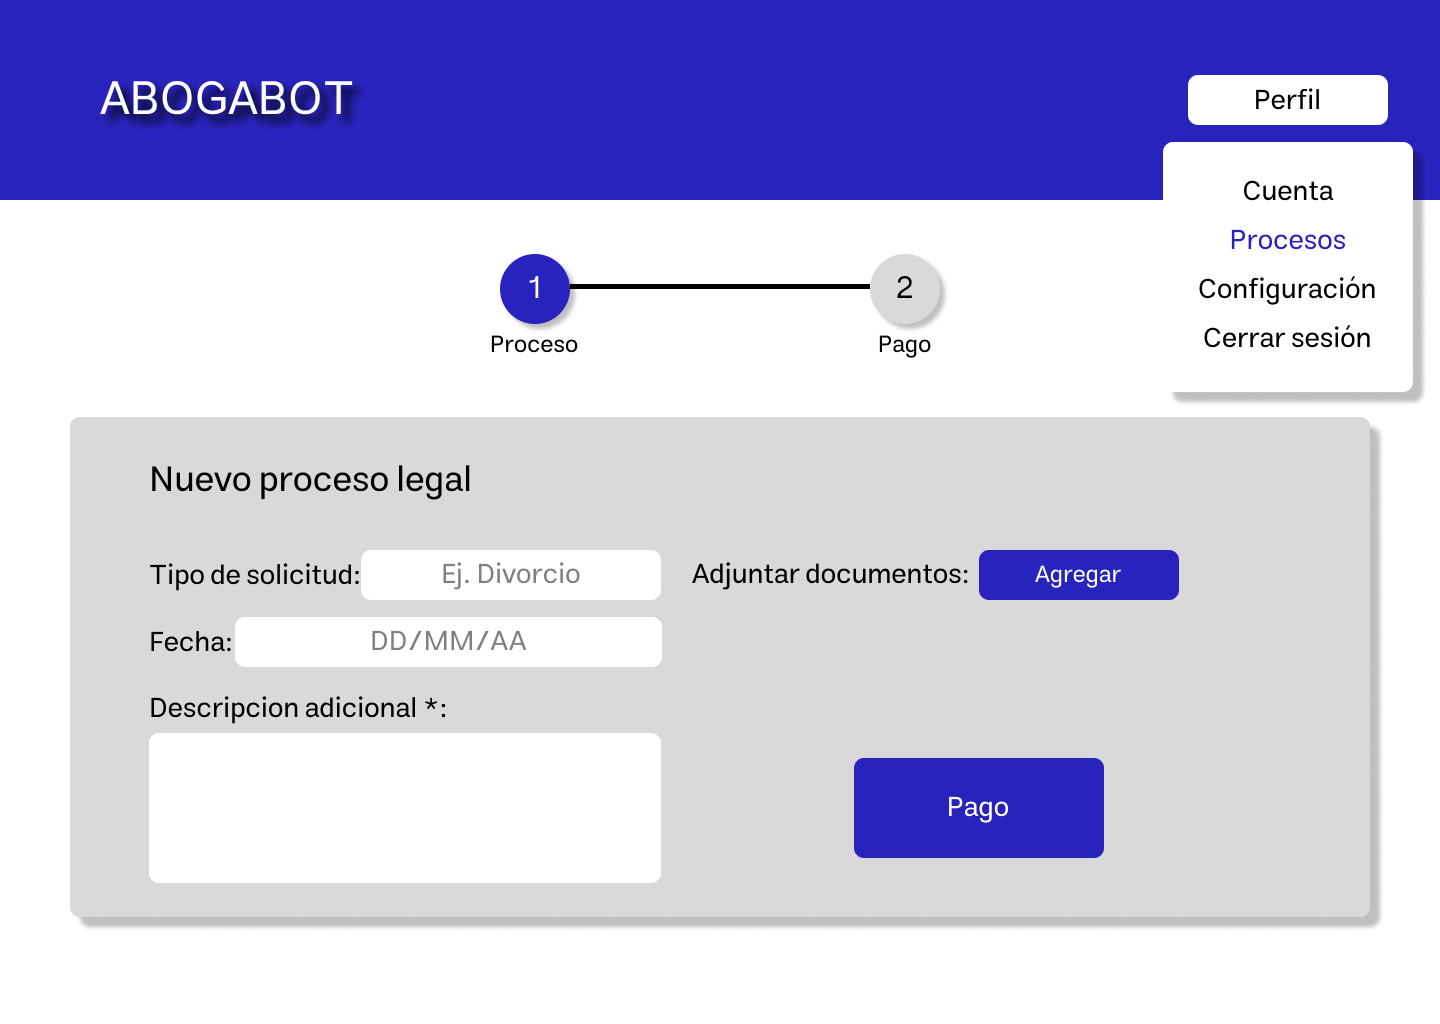 ABOGABOT
Perfil
Cuenta
Procesos
Configuración
Cerrar sesión
1
2
Proceso
Pago
Nuevo proceso legal
Tipo de solicitud:
Ej. Divorcio
Adjuntar documentos:
Agregar
Fecha:
DD/MM/AA
Descripcion adicional *:
Pago